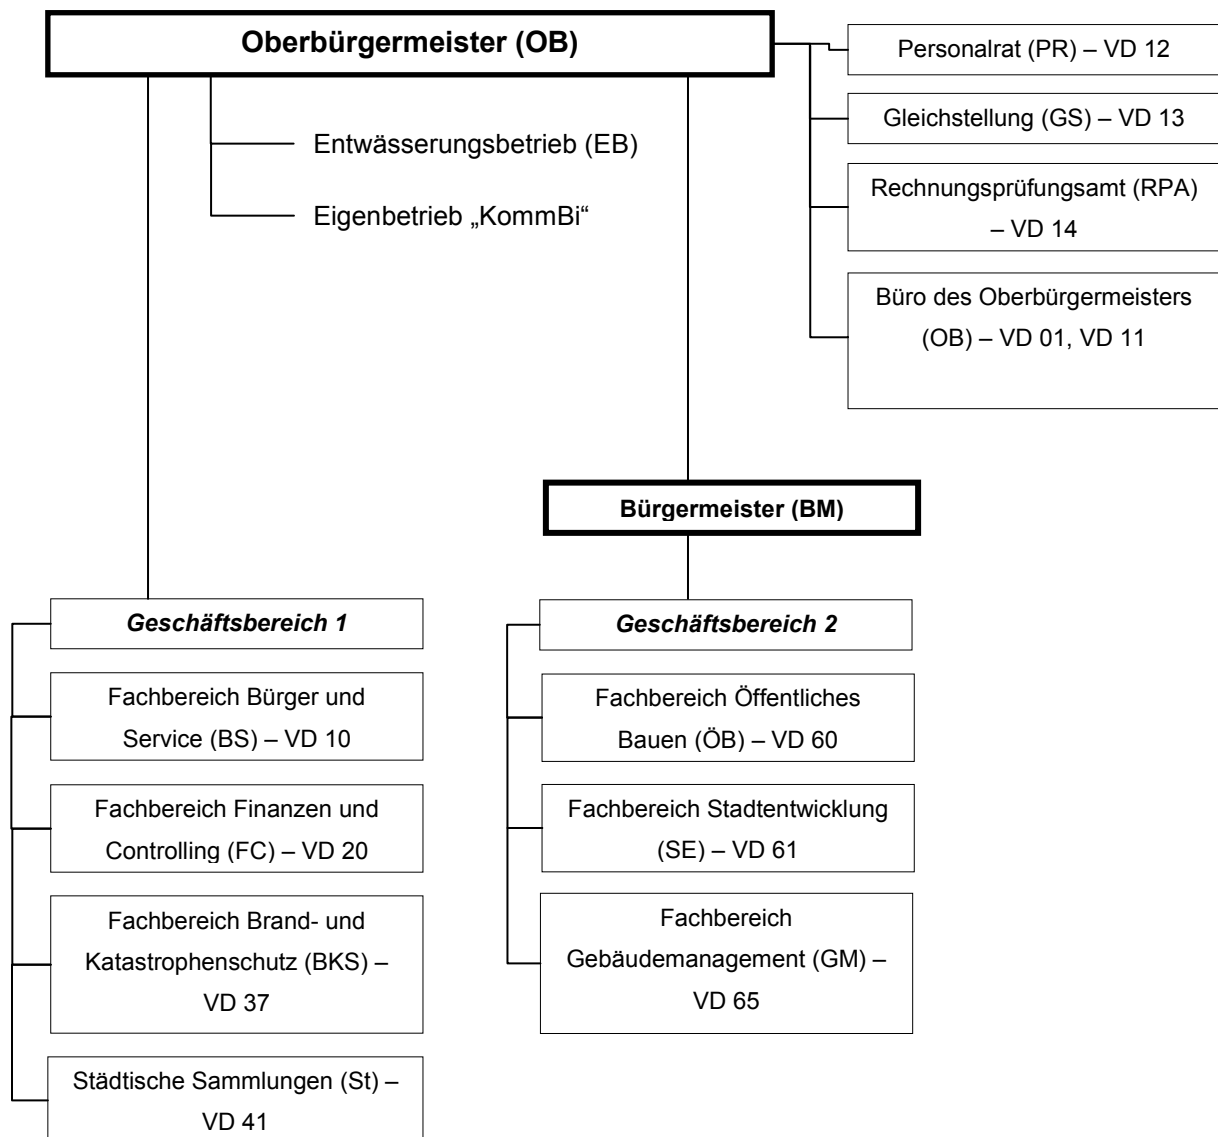 Oberbürgermeister (OB)
Personalrat (PR) – VD 12
Gleichstellung (GS) – VD 13
Entwässerungsbetrieb (EB)
Rechnungsprüfungsamt (RPA)
– VD 14
Eigenbetrieb „KommBi“
Büro des Oberbürgermeisters
(OB) – VD 01, VD 11
Bürgermeister (BM)
Geschäftsbereich 1
Fachbereich Bürger und
Service (BS) – VD 10
Fachbereich Finanzen und
Controlling (FC) – VD 20
Fachbereich Brand- und
Katastrophenschutz (BKS) –
VD 37
Städtische Sammlungen (St) –
VD 41
Geschäftsbereich 2
Fachbereich Öffentliches
Bauen (ÖB) – VD 60
Fachbereich Stadtentwicklung
(SE) – VD 61
Fachbereich
Gebäudemanagement (GM) –
VD 65